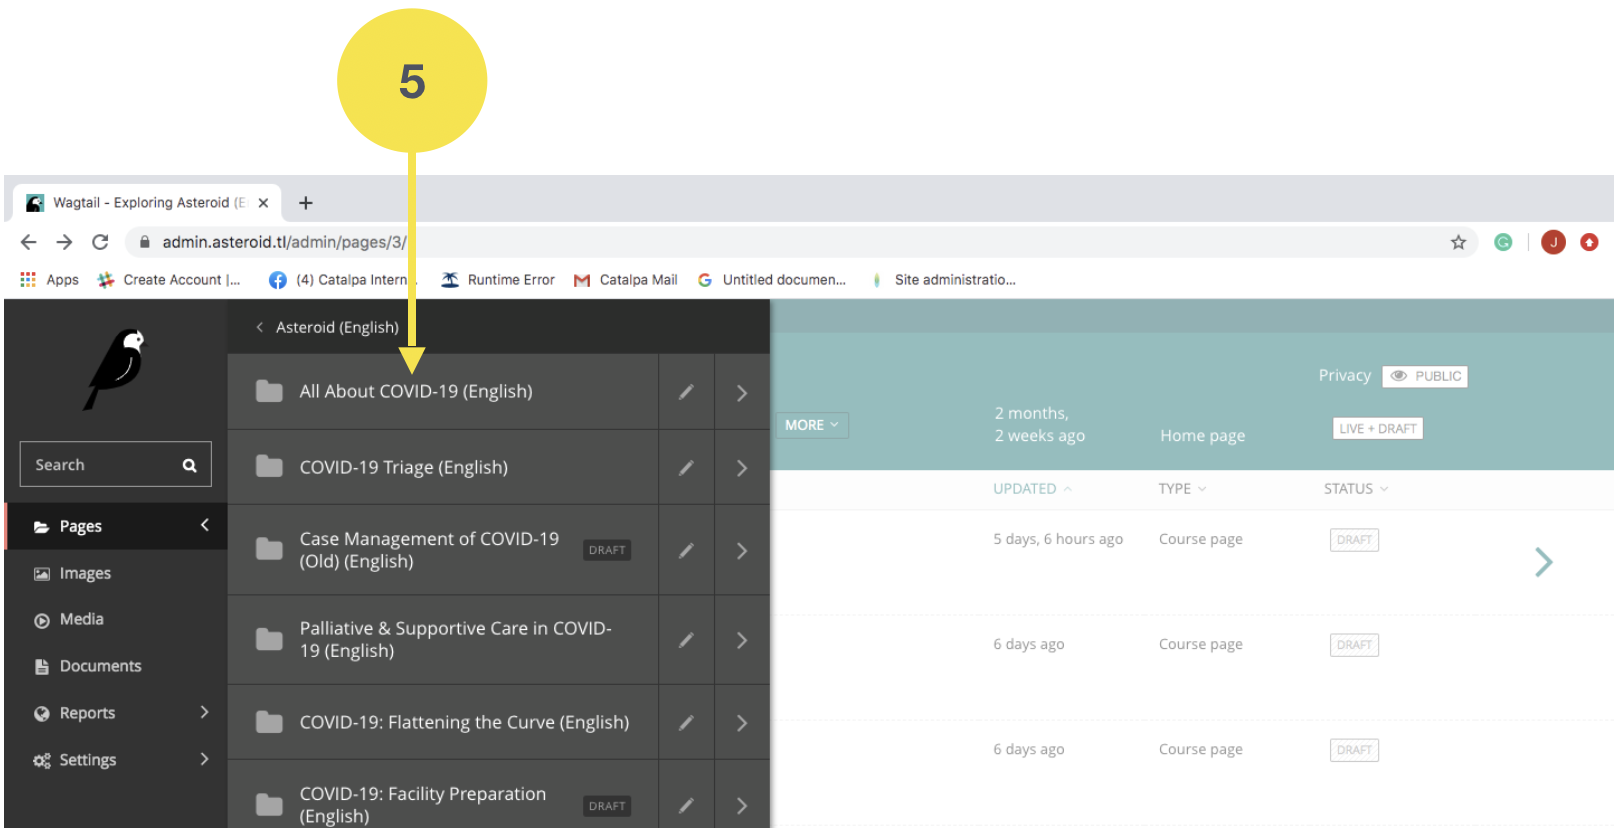 5
Wagtail - Exploring Asteroid (E
admin.asteroid.tl/admin/pages/3/
J
Apps
Create Account |...
(4) Catalpa Intern...
Runtime Error
Catalpa Mail
Untitled documen...
Site administratio...
Asteroid (English)
Search
Pages
Images
Media
Documents
Reports
Settings
All About COVID-19 (English)
COVID-19 Triage (English)
Case Management of COVID-19
(Old) (English)
DRAFT
Palliative & Supportive Care in COVID-
19 (English)
COVID-19: Flattening the Curve (English)
COVID-19: Facility Preparation
(English)
DRAFT
Privacy
PUBLIC
MORE
2 months,
2 weeks ago
Home page
LIVE + DRAFT
UPDATED
TYPE
STATUS
5 days, 6 hours ago
Course page
DRAFT
6 days ago
Course page
DRAFT
6 days ago
Course page
DRAFT